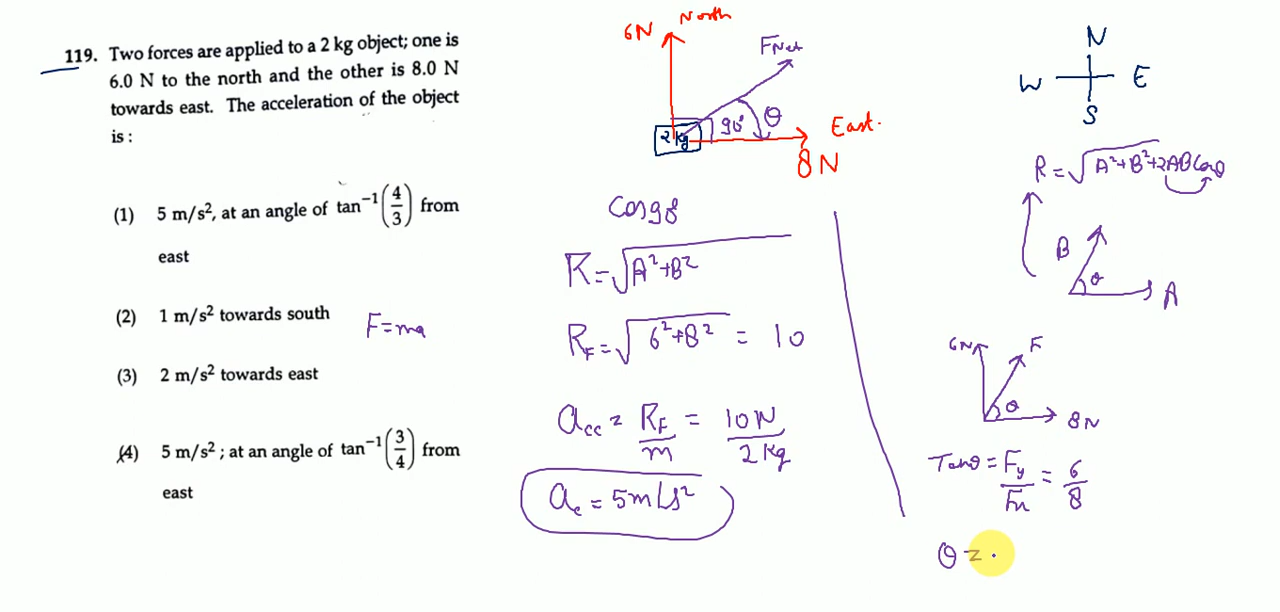 119. Two forces are applied to a 2 kg object; one is
6.0 N to the north and the other is 8.0 N
towards east. The acceleration of the object
is :
(1) 5 m/s², at an angle of tan⁻¹(4/3) from
east
(2) 1 m/s² towards south
(3) 2 m/s² towards east
(4) 5 m/s² ; at an angle of tan⁻¹(3/4) from
east
F=ma
6N North
FNet
2kg 90° θ East.
8N
Cos90°
R=√A²+B²
R_F=√6²+8² = 10
acc = R_F/m = 10N/2kg
a_c = 5m/s²
N
W E
S
R=√A²+B²+2ABCosθ
B
θ A
6N F
θ 8N
Tanθ = Fy/Fx = 6/8
θ = .